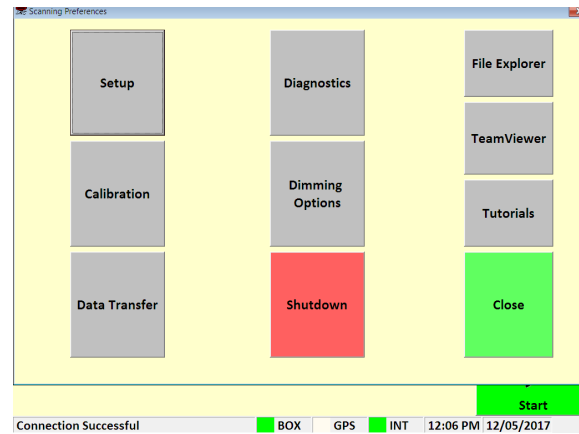 Scanning Preferences
Setup
Diagnostics
File Explorer
TeamViewer
Calibration
Dimming
Options
Tutorials
Data Transfer
Shutdown
Close
Start
Connection Successful BOX GPS INT 12:06 PM 12/05/2017